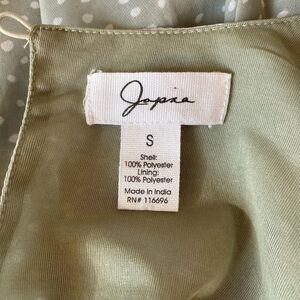 Japna
S
Shell:
100% Polyester
Lining:
100% Polyester
Made in India
RN# 116696